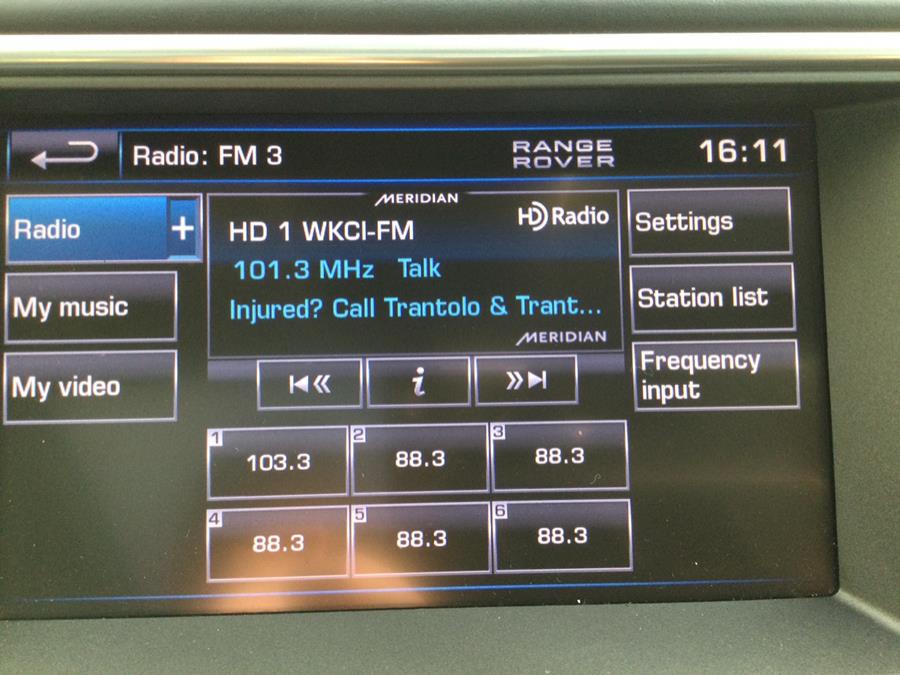 Radio: FM 3
RANGE
ROVER
16:11
Radio +
My music
My video
MERIDIAN
HD Radio
HD 1 WKCI-FM
101.3 MHz Talk
Injured? Call Trantolo & Trant...
MERIDIAN
i
Settings
Station list
Frequency
input
1 103.3
2 88.3
3 88.3
4 88.3
5 88.3
6 88.3